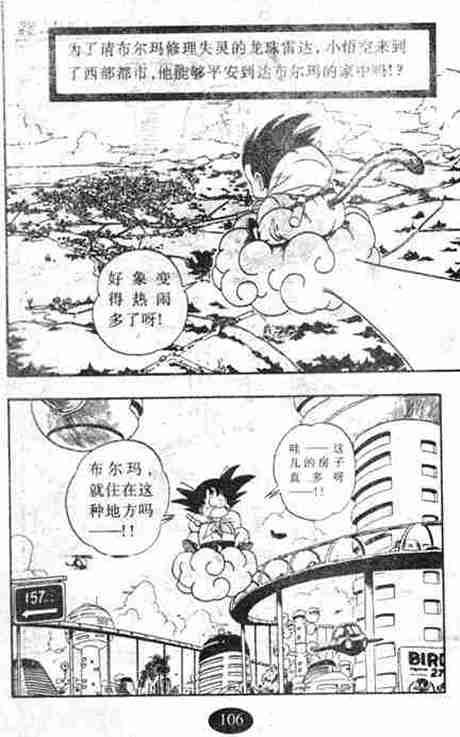 为了请布尔玛修理失灵的龙珠雷达，小悟空来到
了西部都市，他能够平安到达布尔玛的家中吗！？
好象变
得热闹
多了呀！
哇——这
儿的房子
真多呀
——！！
布尔玛，
就住在这
种地方吗
——！！
157
BIRD
27
106